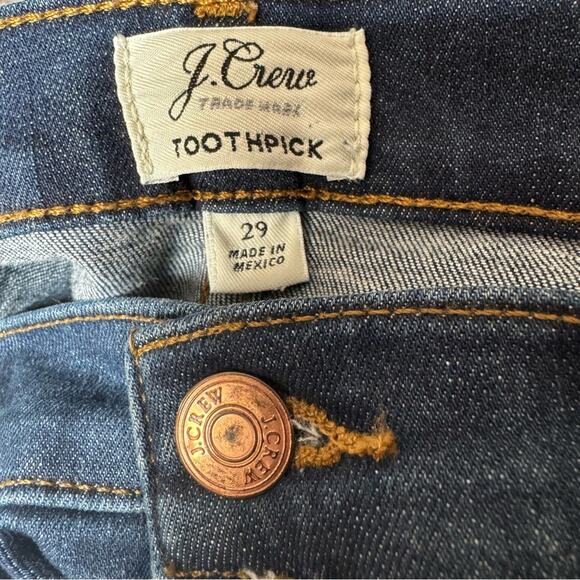 J.Crew
TRADE MARK
TOOTHPICK
29
MADE IN
MEXICO
J.CREW
J.CREW